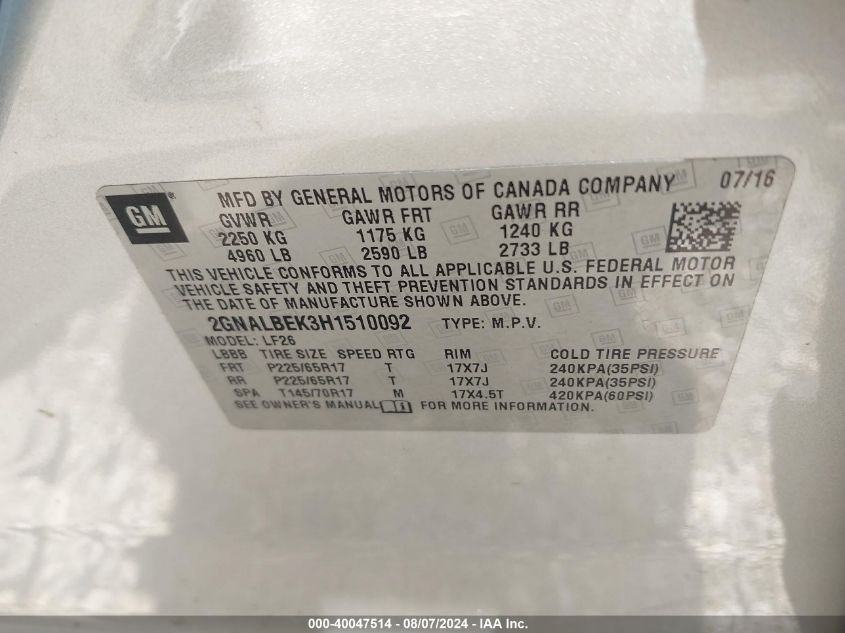 GM
®
MFD BY GENERAL MOTORS OF CANADA COMPANY 07/16
GVWR GAWR FRT GAWR RR
2250 KG 1175 KG 1240 KG
4960 LB 2590 LB 2733 LB
THIS VEHICLE CONFORMS TO ALL APPLICABLE U.S. FEDERAL MOTOR
VEHICLE SAFETY AND THEFT PREVENTION STANDARDS IN EFFECT ON
THE DATE OF MANUFACTURE SHOWN ABOVE.
2GNALBEK3H1510092 TYPE: M.P.V.
MODEL: LF26
LBBB TIRE SIZE SPEED RTG RIM COLD TIRE PRESSURE
FRT P225/65R17 T 17X7J 240KPA(35PSI)
RR P225/65R17 T 17X7J 240KPA(35PSI)
SPA T145/70R17 M 17X4.5T 420KPA(60PSI)
SEE OWNER'S MANUAL FOR MORE INFORMATION.
000-40047514 - 08/07/2024 - IAA Inc.